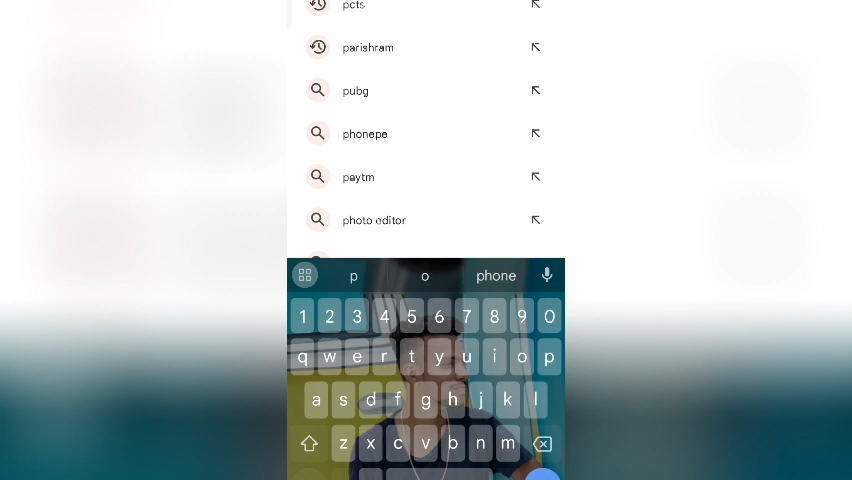 pcts
parishram
pubg
phonepe
paytm
photo editor
p o phone
1 2 3 4 5 6 7 8 9 0
q w e r t y u i o p
a s d f g h j k l
z x c v b n m